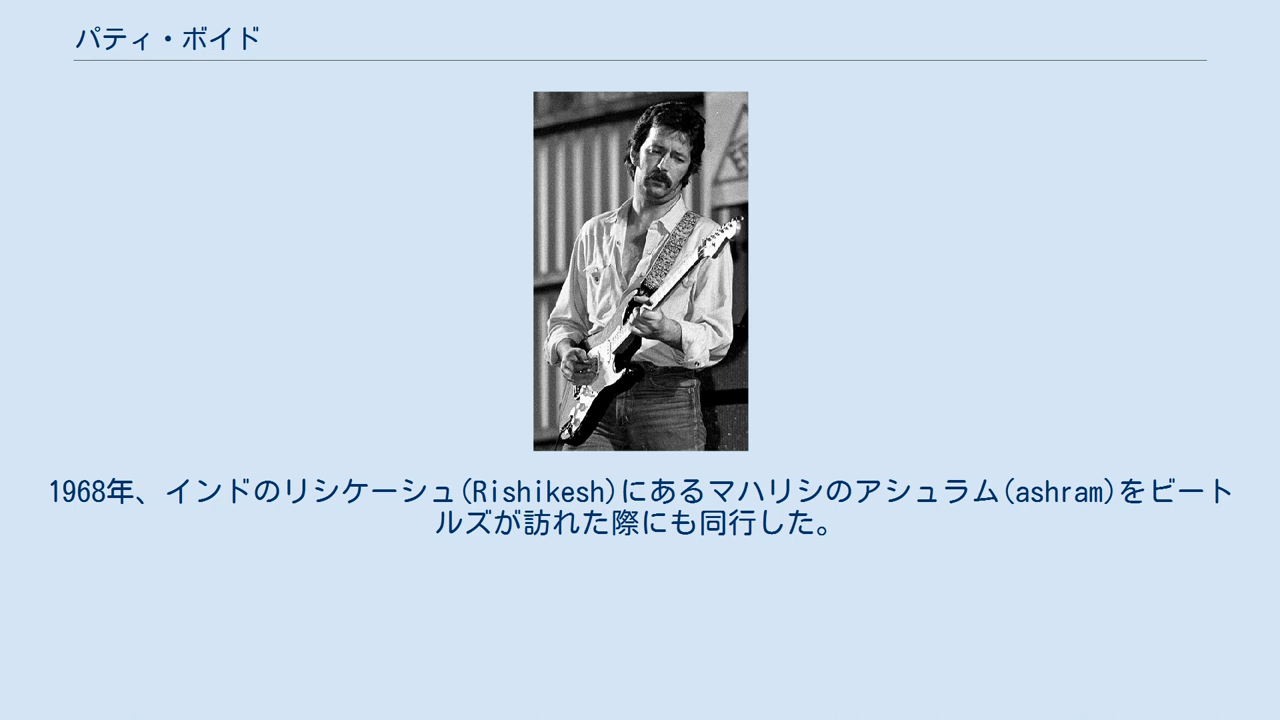 パティ・ボイド
1968年、インドのリシケーシュ(Rishikesh)にあるマハリシのアシュラム(ashram)をビート
ルズが訪れた際にも同行した。